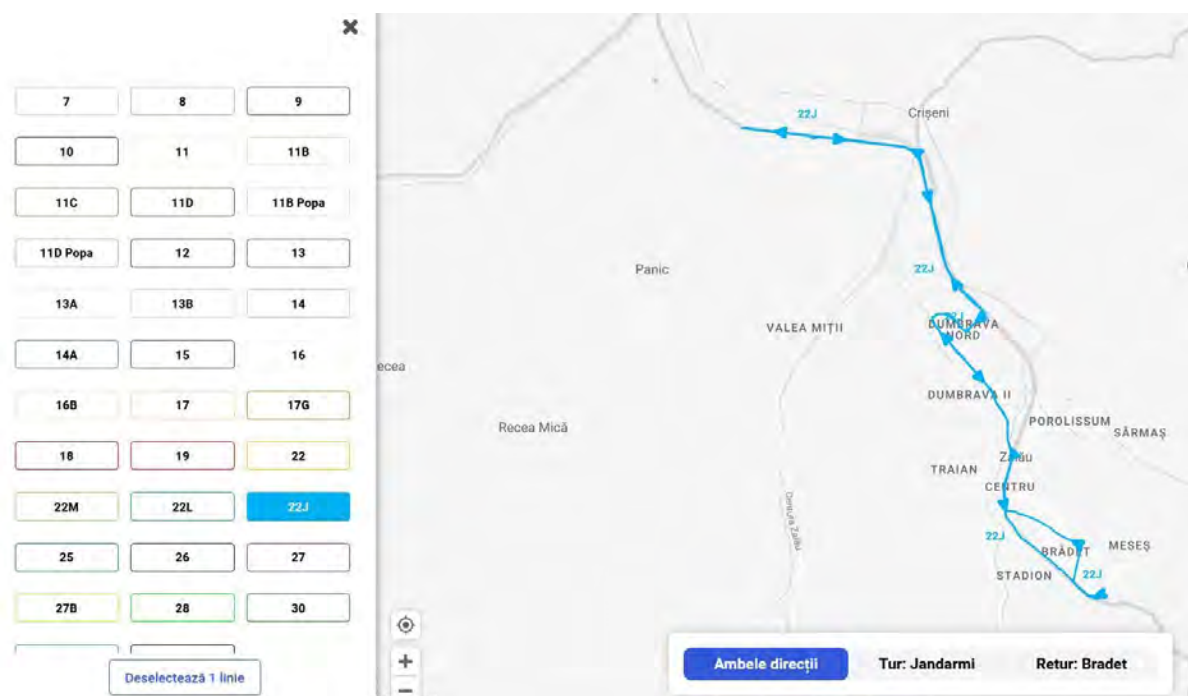 7 8 9
10 11 11B
11C 11D 11B Popa
11D Popa 12 13
13A 13B 14
14A 15 16
16B 17 17G
18 19 22
22M 22L 22J
25 26 27
27B 28 30
Deselectează 1 linie
22J
Crișeni
Panic
22J
VALEA MIȚII
DUMBRAVA
NORD
ecea
DUMBRAVA II
Recea Mică
POROLISSUM
SĂRMAȘ
Zalău
TRAIAN
CENTRU
22J
BRĂDET
MESEȘ
STADION
22J
Ambele direcții
Tur: Jandarmi
Retur: Bradet